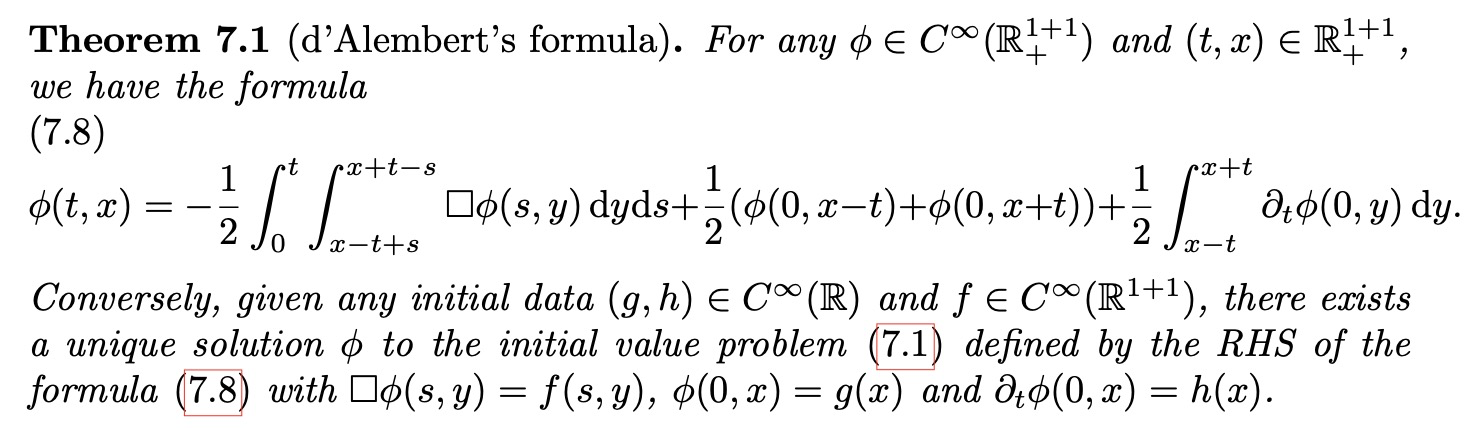 Theorem 7.1 (d'Alembert's formula). For any ϕ ∈ C^∞(ℝ^{1+1}_+) and (t, x) ∈ ℝ^{1+1}_+,
we have the formula
(7.8)
ϕ(t, x) = −\frac{1}{2} ∫_0^t ∫_{x−t+s}^{x+t−s} □ϕ(s, y) dyds+\frac{1}{2}(ϕ(0, x−t)+ϕ(0, x+t))+\frac{1}{2} ∫_{x−t}^{x+t} ∂_tϕ(0, y) dy.
Conversely, given any initial data (g, h) ∈ C^∞(ℝ) and f ∈ C^∞(ℝ^{1+1}), there exists
a unique solution ϕ to the initial value problem (7.1) defined by the RHS of the
formula (7.8) with □ϕ(s, y) = f(s, y), ϕ(0, x) = g(x) and ∂_tϕ(0, x) = h(x).